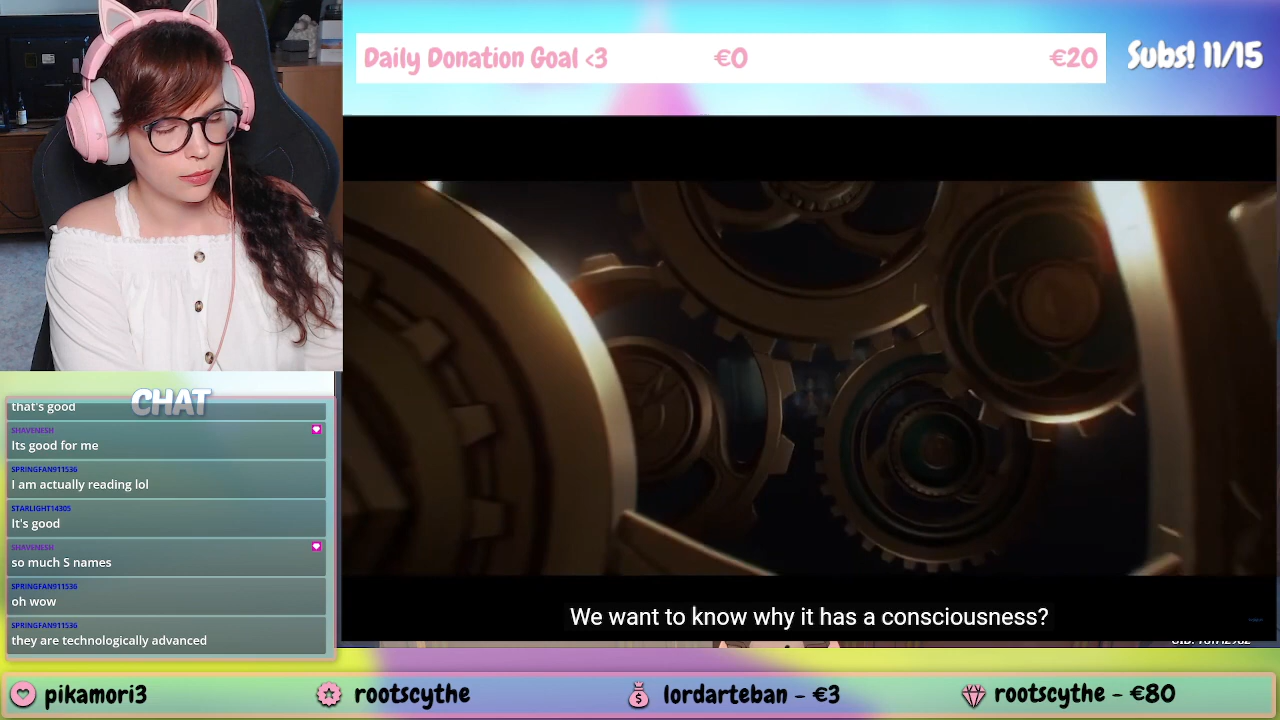 Daily Donation Goal <3
€0
€20
Subs! 11/15
CHAT
that's good
SHAVENESH
Its good for me
SPRINGFAN911536
I am actually reading lol
STARLIGHT14305
It's good
SHAVENESH
so much S names
SPRINGFAN911536
oh wow
SPRINGFAN911536
they are technologically advanced
We want to know why it has a consciousness?
pikamori3
rootscythe
lordarteban - €3
rootscythe - €80